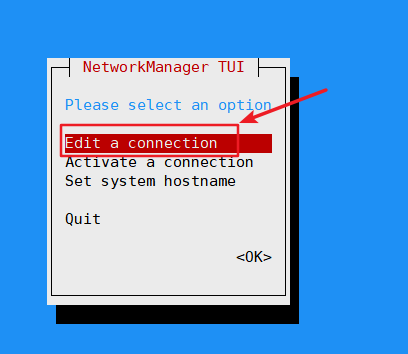 NetworkManager TUI
Please select an option
Edit a connection
Activate a connection
Set system hostname
Quit
<OK>